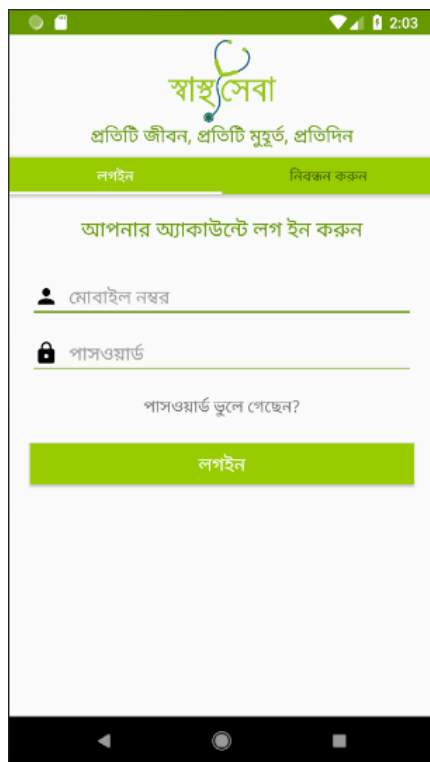 2:03
স্বাস্থ্যসেবা
প্রতিটি জীবন, প্রতিটি মুহূর্ত, প্রতিদিন
লগইন নিবন্ধন করুন
আপনার অ্যাকাউন্টে লগ ইন করুন
মোবাইল নম্বর
পাসওয়ার্ড
পাসওয়ার্ড ভুলে গেছেন?
লগইন